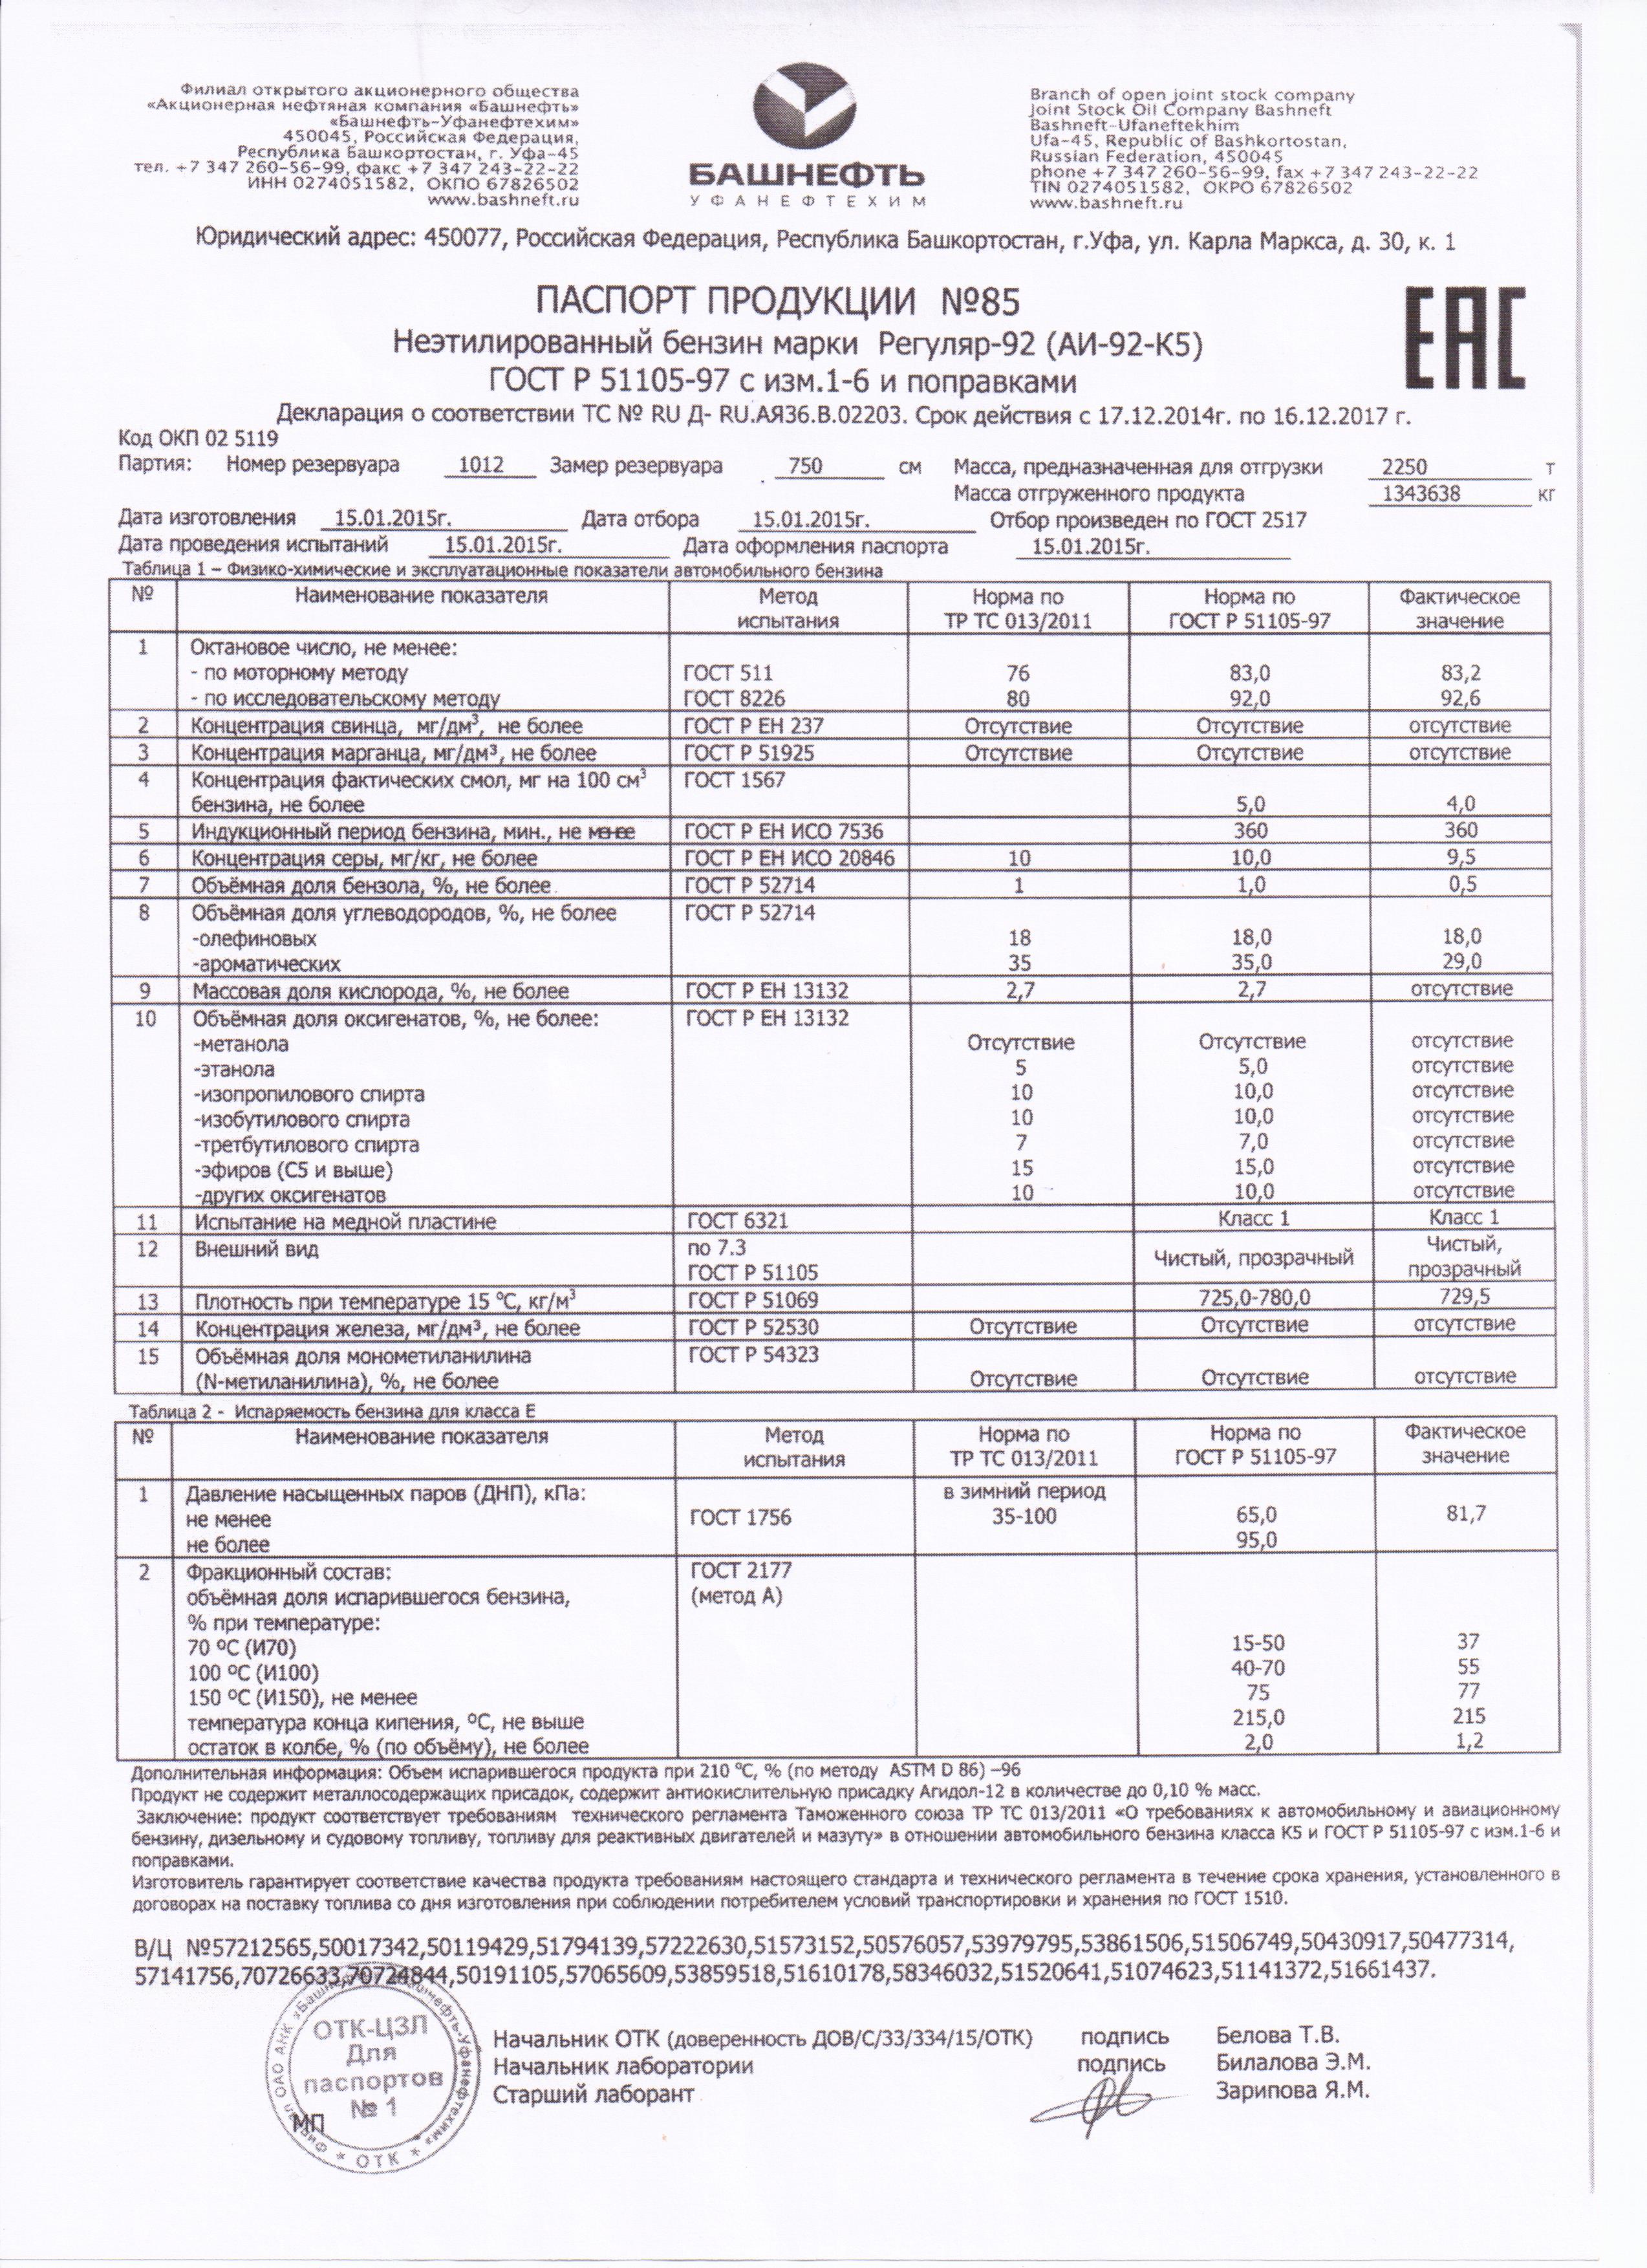 Филиал открытого акционерного общества
«Акционерная нефтяная компания «Башнефть»
«Башнефть-Уфанефтехим»
450045, Российская Федерация,
Республика Башкортостан, г. Уфа-45
тел. +7 347 260-56-99, факс +7 347 243-22-22
ИНН 0274051582, ОКПО 67826502
www.bashneft.ru
БАШНЕФТЬ
УФАНЕФТЕХИМ
Branch of open joint stock company
Joint Stock Oil Company Bashneft
Bashneft-Ufaneftekhim
Ufa-45, Republic of Bashkortostan,
Russian Federation, 450045
phone +7 347 260-56-99, fax +7 347 243-22-22
TIN 0274051582, OKPO 67826502
www.bashneft.ru
Юридический адрес: 450077, Российская Федерация, Республика Башкортостан, г.Уфа, ул. Карла Маркса, д. 30, к. 1
ПАСПОРТ ПРОДУКЦИИ №85
Неэтилированный бензин марки Регуляр-92 (АИ-92-К5)
ГОСТ Р 51105-97 с изм.1-6 и поправками
ЕАС
Декларация о соответствии ТС № RU Д- RU.АЯ36.В.02203. Срок действия с 17.12.2014г. по 16.12.2017 г.
Код ОКП 02 5119
Партия: Номер резервуара 1012 Замер резервуара 750 см Масса, предназначенная для отгрузки 2250 т
Масса отгруженного продукта 1343638 кг
Дата изготовления 15.01.2015г. Дата отбора 15.01.2015г. Отбор произведен по ГОСТ 2517
Дата проведения испытаний 15.01.2015г. Дата оформления паспорта 15.01.2015г.
Таблица 1 – Физико-химические и эксплуатационные показатели автомобильного бензина
№ Наименование показателя Метод Норма по Норма по Фактическое
испытания ТР ТС 013/2011 ГОСТ Р 51105-97 значение
1 Октановое число, не менее:
- по моторному методу ГОСТ 511 76 83,0 83,2
- по исследовательскому методу ГОСТ 8226 80 92,0 92,6
2 Концентрация свинца, мг/дм³, не более ГОСТ Р ЕН 237 Отсутствие Отсутствие отсутствие
3 Концентрация марганца, мг/дм³, не более ГОСТ Р 51925 Отсутствие Отсутствие отсутствие
4 Концентрация фактических смол, мг на 100 см³ ГОСТ 1567
бензина, не более 5,0 4,0
5 Индукционный период бензина, мин., не менее ГОСТ Р ЕН ИСО 7536 360 360
6 Концентрация серы, мг/кг, не более ГОСТ Р ЕН ИСО 20846 10 10,0 9,5
7 Объёмная доля бензола, %, не более ГОСТ Р 52714 1 1,0 0,5
8 Объёмная доля углеводородов, %, не более ГОСТ Р 52714
-олефиновых 18 18,0 18,0
-ароматических 35 35,0 29,0
9 Массовая доля кислорода, %, не более ГОСТ Р ЕН 13132 2,7 2,7 отсутствие
10 Объёмная доля оксигенатов, %, не более: ГОСТ Р ЕН 13132
-метанола Отсутствие Отсутствие отсутствие
-этанола 5 5,0 отсутствие
-изопропилового спирта 10 10,0 отсутствие
-изобутилового спирта 10 10,0 отсутствие
-третбутилового спирта 7 7,0 отсутствие
-эфиров (С5 и выше) 15 15,0 отсутствие
-других оксигенатов 10 10,0 отсутствие
11 Испытание на медной пластине ГОСТ 6321 Класс 1 Класс 1
12 Внешний вид по 7.3 Чистый, прозрачный Чистый,
ГОСТ Р 51105 прозрачный
13 Плотность при температуре 15 °С, кг/м³ ГОСТ Р 51069 725,0-780,0 729,5
14 Концентрация железа, мг/дм³, не более ГОСТ Р 52530 Отсутствие Отсутствие отсутствие
15 Объёмная доля монометиланилина ГОСТ Р 54323
(N-метиланилина), %, не более Отсутствие Отсутствие отсутствие
Таблица 2 - Испаряемость бензина для класса Е
№ Наименование показателя Метод Норма по Норма по Фактическое
испытания ТР ТС 013/2011 ГОСТ Р 51105-97 значение
1 Давление насыщенных паров (ДНП), кПа: в зимний период
не менее ГОСТ 1756 35-100 65,0 81,7
не более 95,0
2 Фракционный состав: ГОСТ 2177
объёмная доля испарившегося бензина, (метод А)
% при температуре:
70 °С (И70) 15-50 37
100 °С (И100) 40-70 55
150 °С (И150), не менее 75 77
температура конца кипения, °С, не выше 215,0 215
остаток в колбе, % (по объёму), не более 2,0 1,2
Дополнительная информация: Объем испарившегося продукта при 210 °С, % (по методу ASTM D 86) –96
Продукт не содержит металлосодержащих присадок, содержит антиокислительную присадку Агидол-12 в количестве до 0,10 % масс.
Заключение: продукт соответствует требованиям технического регламента Таможенного союза ТР ТС 013/2011 «О требованиях к автомобильному и авиационному
бензину, дизельному и судовому топливу, топливу для реактивных двигателей и мазуту» в отношении автомобильного бензина класса К5 и ГОСТ Р 51105-97 с изм.1-6 и
поправками.
Изготовитель гарантирует соответствие качества продукта требованиям настоящего стандарта и технического регламента в течение срока хранения, установленного в
договорах на поставку топлива со дня изготовления при соблюдении потребителем условий транспортировки и хранения по ГОСТ 1510.
В/Ц №57212565,50017342,50119429,51794139,57222630,51573152,50576057,53979795,53861506,51506749,50430917,50477314,
57141756,70726633,70724844,50191105,57065609,53859518,51610178,58346032,51520641,51074623,51141372,51661437.
Филиал ОАО АНК «Башнефть» «Башнефть-Уфанефтехим»
ОТК-ЦЗЛ
Для
паспортов
№ 1
* ОТК *
МП
Начальник ОТК (доверенность ДОВ/С/33/334/15/ОТК) подпись Белова Т.В.
Начальник лаборатории подпись Билалова Э.М.
Старший лаборант Зарипова Я.М.